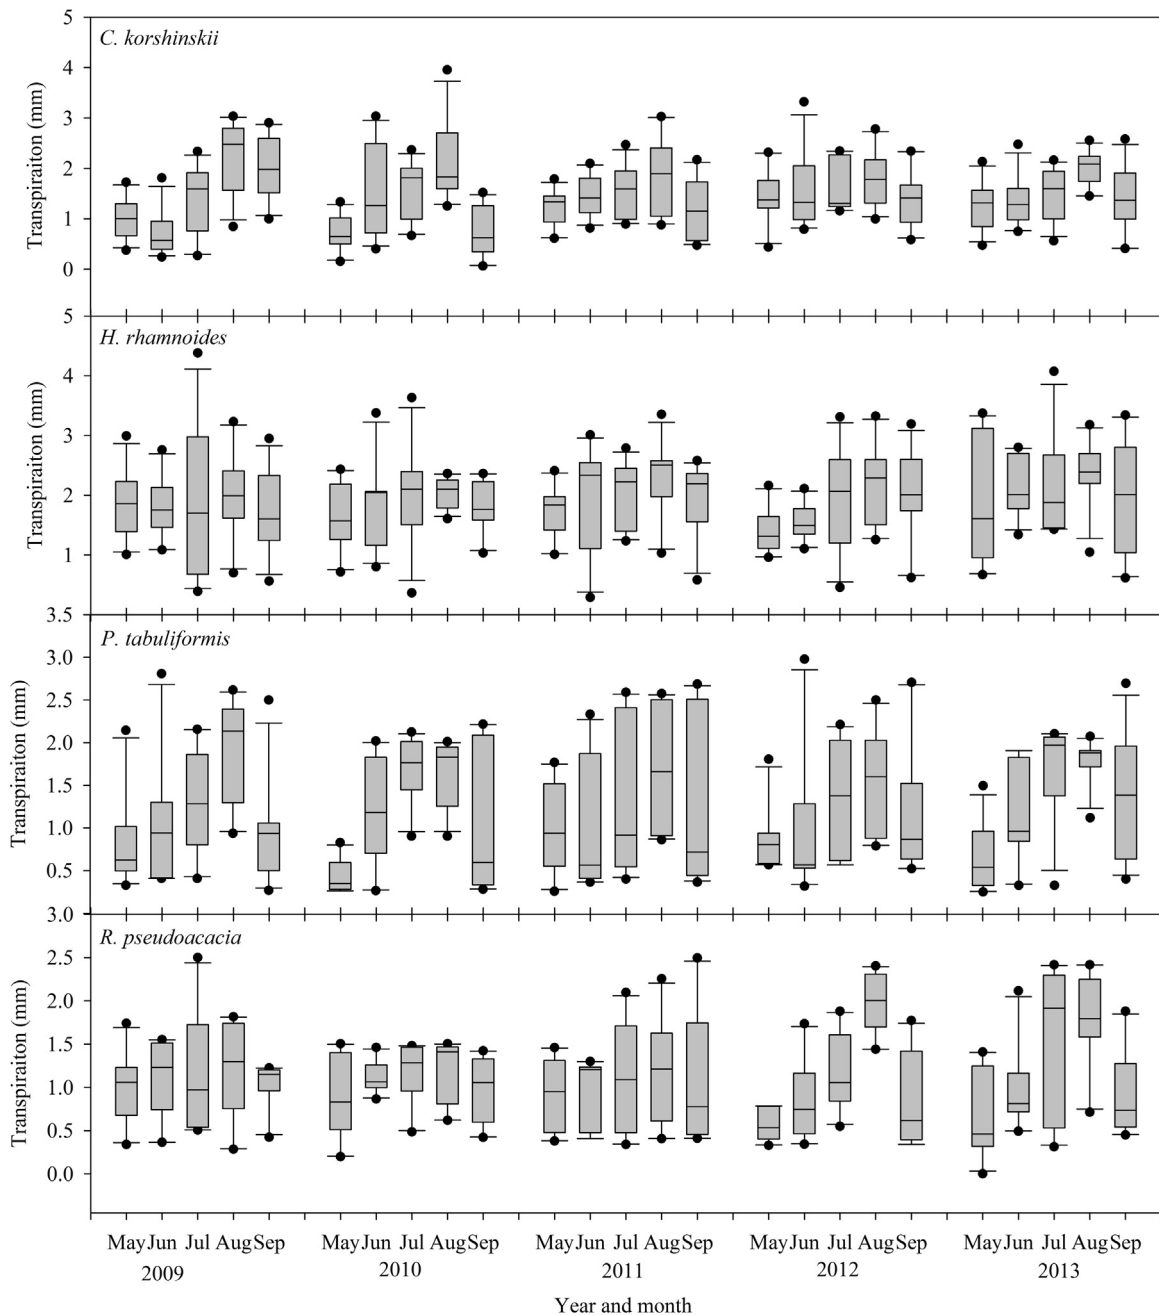 5
C. korshinskii
4
3
2
1
0
Transpiraiton (mm)
5
H. rhamnoides
4
3
2
1
Transpiraiton (mm)
3.5
P. tabuliformis
3.0
2.5
2.0
1.5
1.0
0.5
Transpiraiton (mm)
3.0
R. pseudoacacia
2.5
2.0
1.5
1.0
0.5
0.0
Transpiraiton (mm)
May Jun Jul Aug Sep May Jun Jul Aug Sep May Jun Jul Aug Sep May Jun Jul Aug Sep May Jun Jul Aug Sep
2009 2010 2011 2012 2013
Year and month